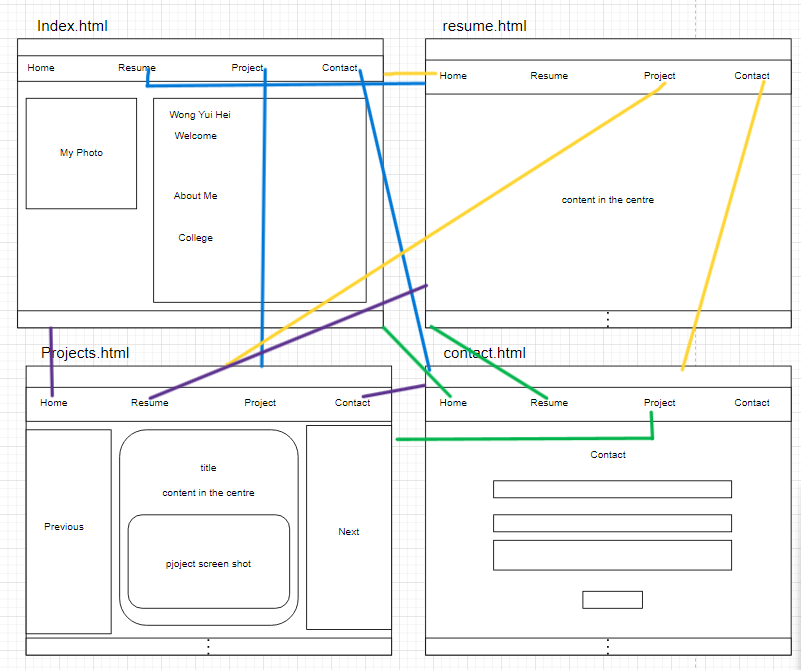 Index.html
Home Resume Project Contact
My Photo
Wong Yui Hei
Welcome
About Me
College
resume.html
Home Resume Project Contact
content in the centre
Projects.html
Home Resume Project Contact
Previous
title
content in the centre
pjoject screen shot
Next
contact.html
Home Resume Project Contact
Contact